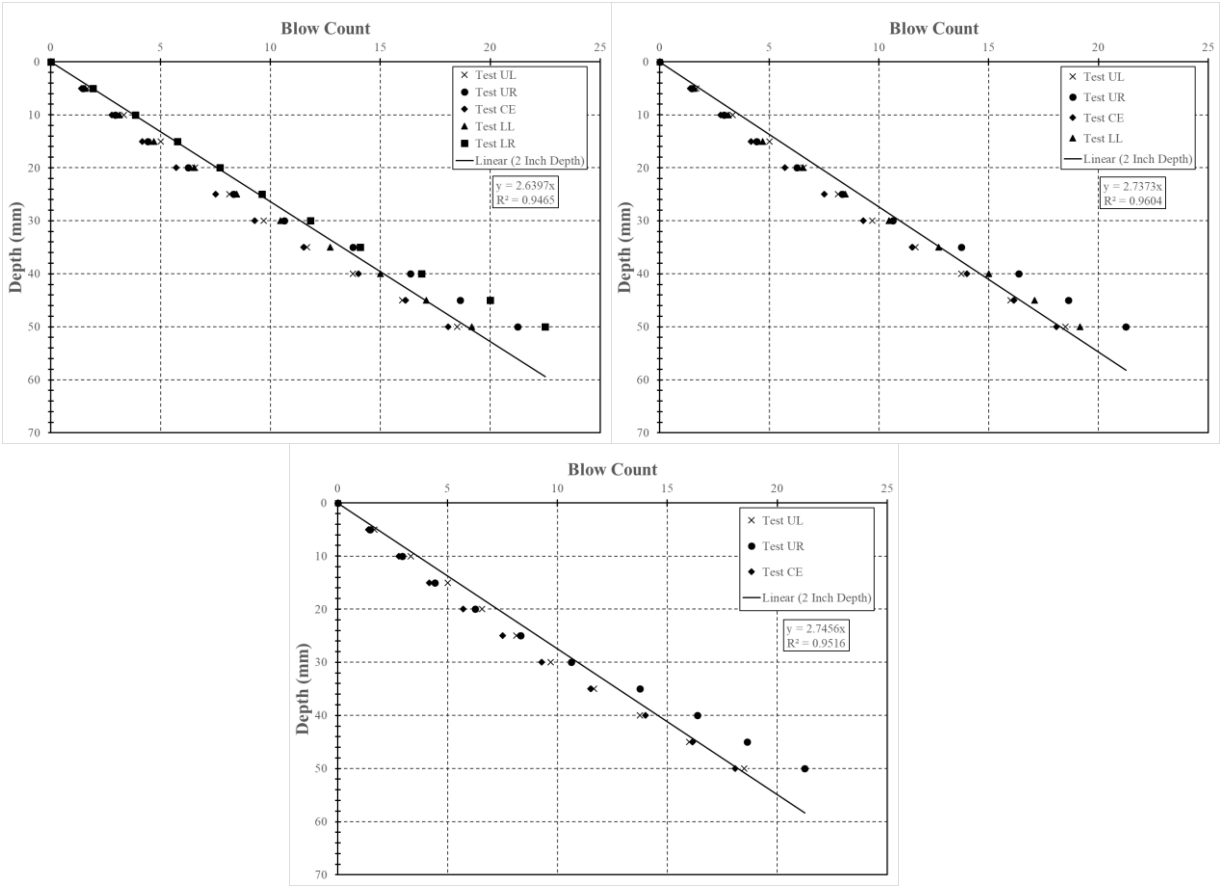 Blow Count
0 5 10 15 20 25
0
10
20
30
40
50
60
70
Depth (mm)
× Test UL
● Test UR
◆ Test CE
▲ Test LL
■ Test LR
Linear (2 Inch Depth)
y = 2.6397x
R² = 0.9465
Blow Count
0 5 10 15 20 25
0
10
20
30
40
50
60
70
Depth (mm)
× Test UL
● Test UR
◆ Test CE
▲ Test LL
Linear (2 Inch Depth)
y = 2.7373x
R² = 0.9604
Blow Count
0 5 10 15 20 25
0
10
20
30
40
50
60
70
Depth (mm)
× Test UL
● Test UR
◆ Test CE
Linear (2 Inch Depth)
y = 2.7456x
R² = 0.9516